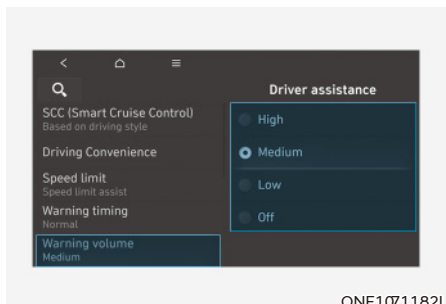 Driver assistance
SCC (Smart Cruise Control)
Based on driving style
Driving Convenience
Speed limit
Speed limit assist
Warning timing
Normal
Warning volume
Medium
High
Medium
Low
Off